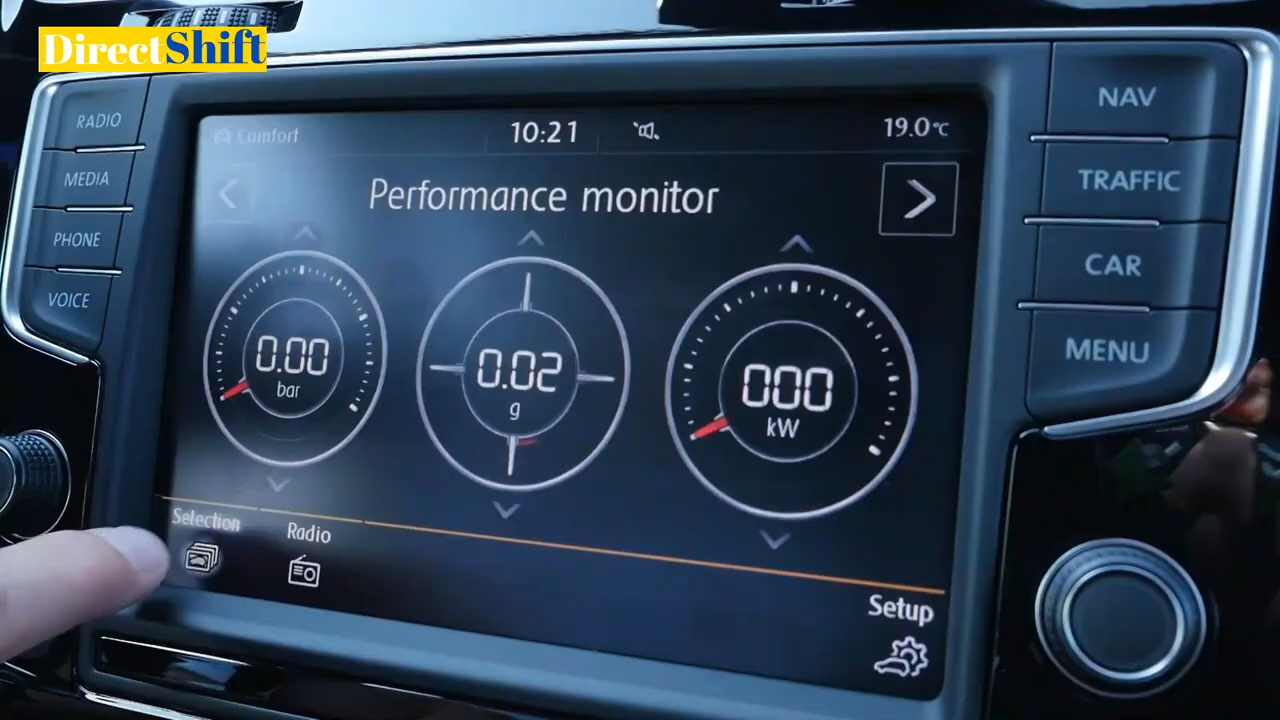 DirectShift
RADIO
MEDIA
PHONE
VOICE
NAV
TRAFFIC
CAR
MENU
Comfort
10:21
19.0°C
Performance monitor
0.00
bar
0.02
g
000
kW
Selection
Radio
Setup